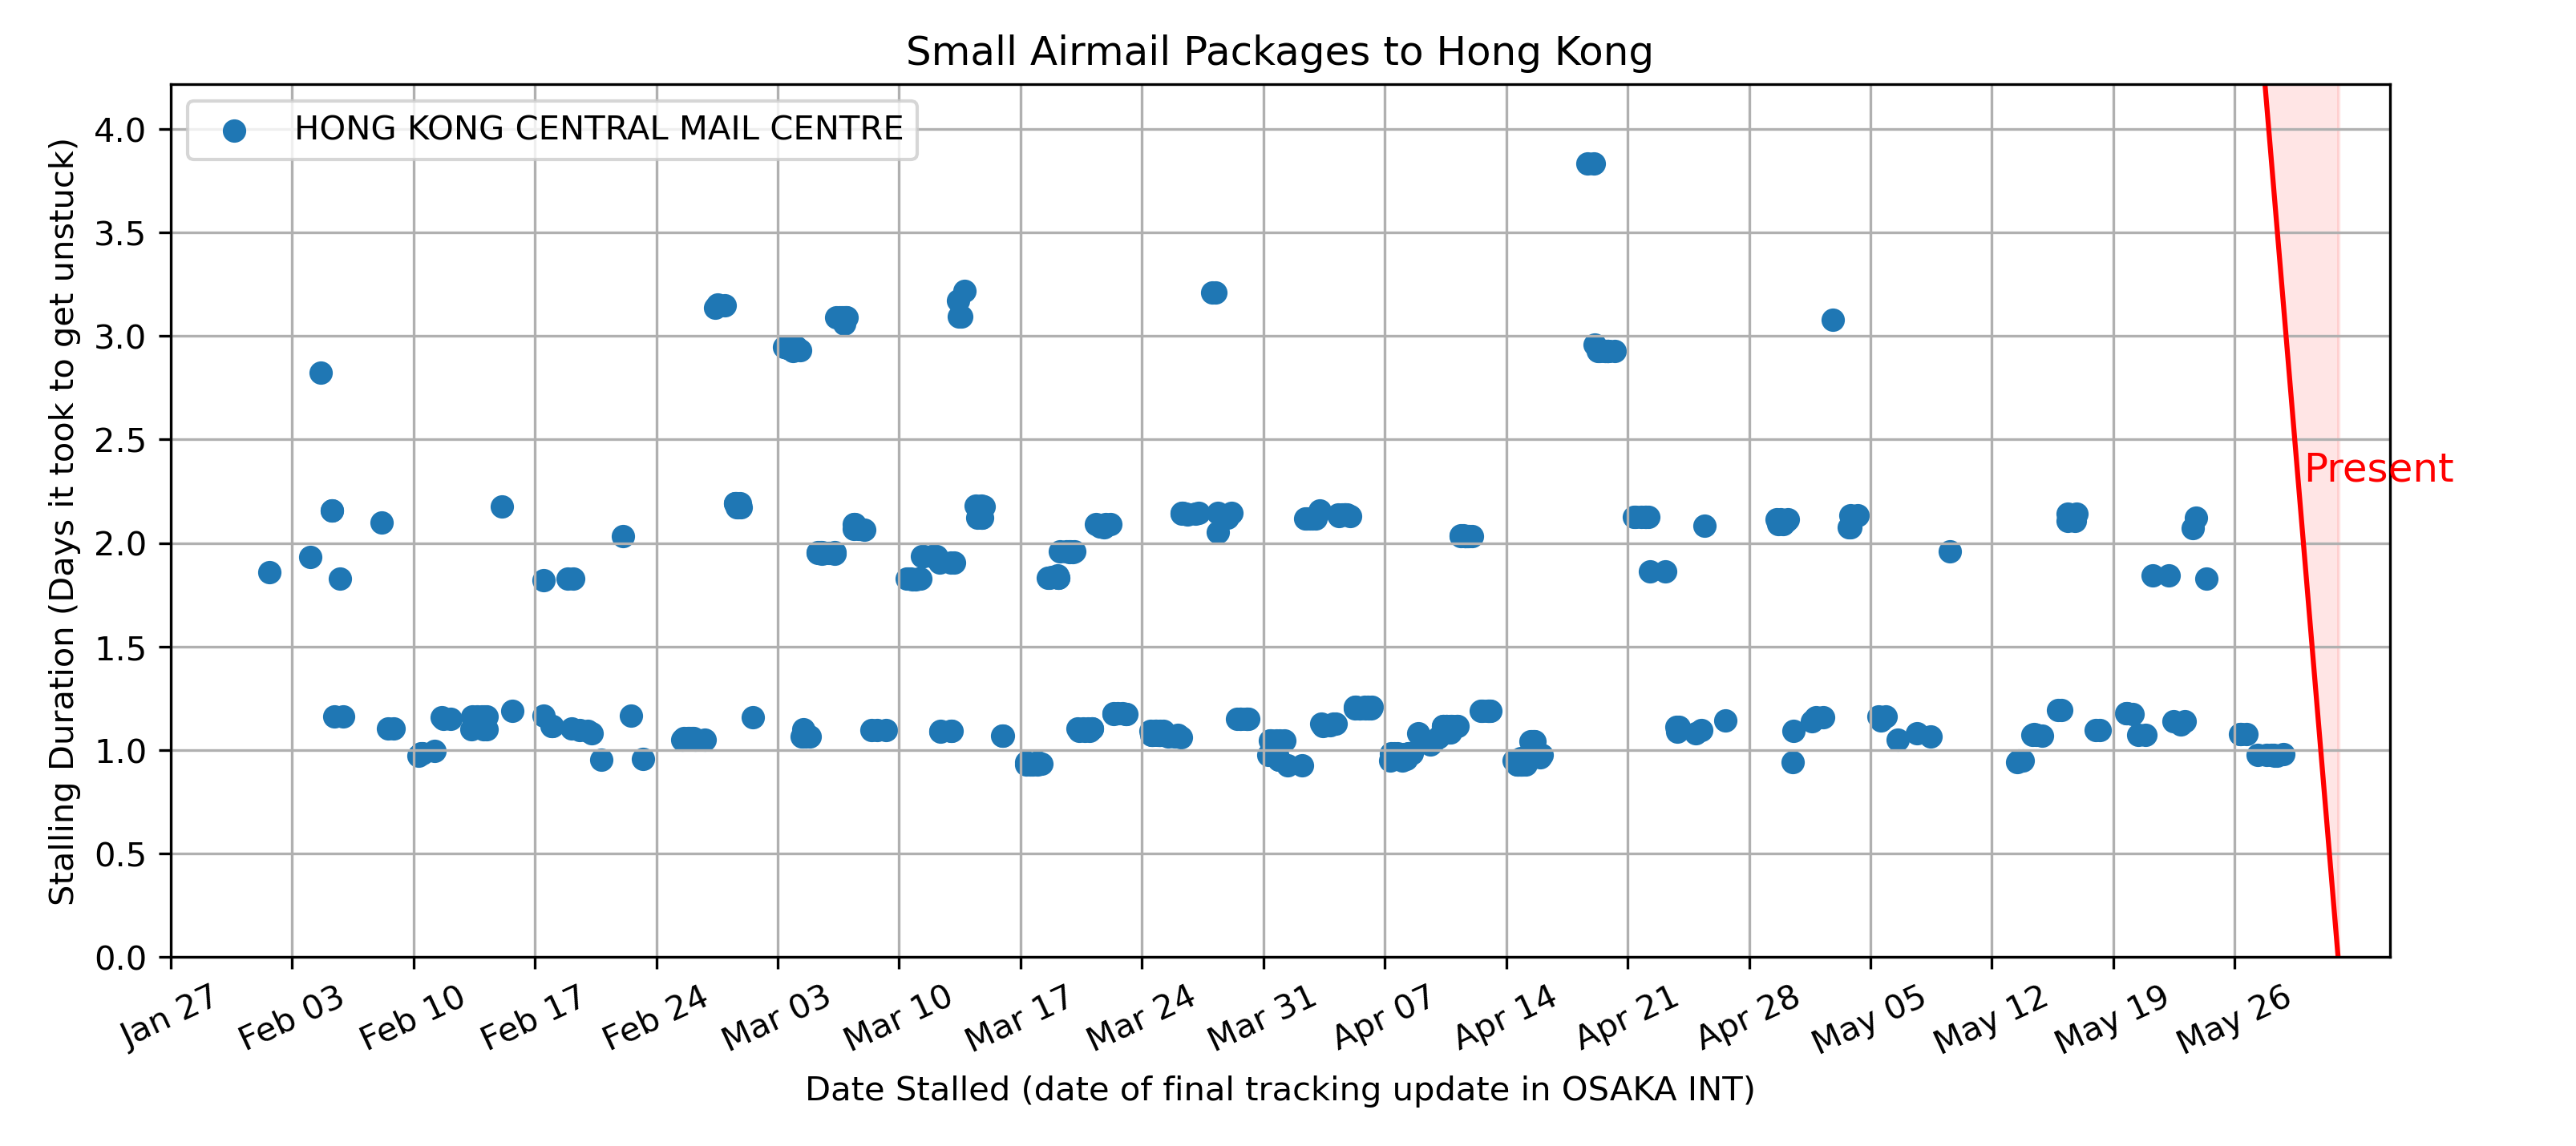 Small Airmail Packages to Hong Kong
HONG KONG CENTRAL MAIL CENTRE
Stalling Duration (Days it took to get unstuck)
4.0
3.5
3.0
2.5
2.0
1.5
1.0
0.5
0.0
Present
Jan 27
Feb 03
Feb 10
Feb 17
Feb 24
Mar 03
Mar 10
Mar 17
Mar 24
Mar 31
Apr 07
Apr 14
Apr 21
Apr 28
May 05
May 12
May 19
May 26
Date Stalled (date of final tracking update in OSAKA INT)